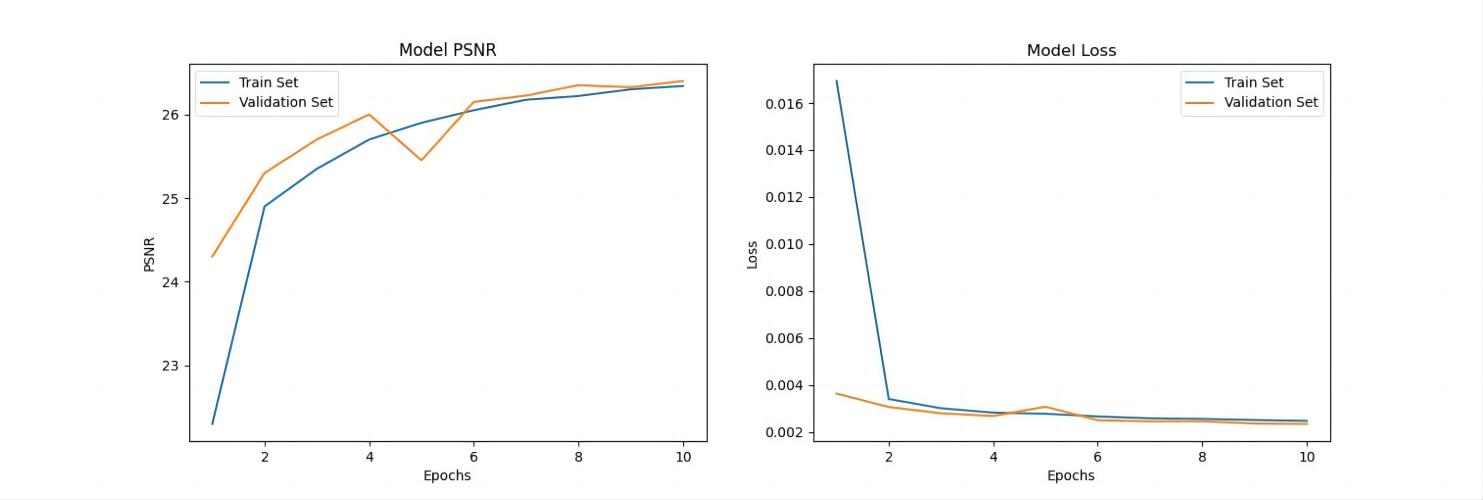 Model PSNR
Train Set
Validation Set
26
25
24
23
PSNR
2 4 6 8 10
Epochs
Model Loss
Train Set
Validation Set
0.016
0.014
0.012
0.010
0.008
0.006
0.004
0.002
Loss
2 4 6 8 10
Epochs